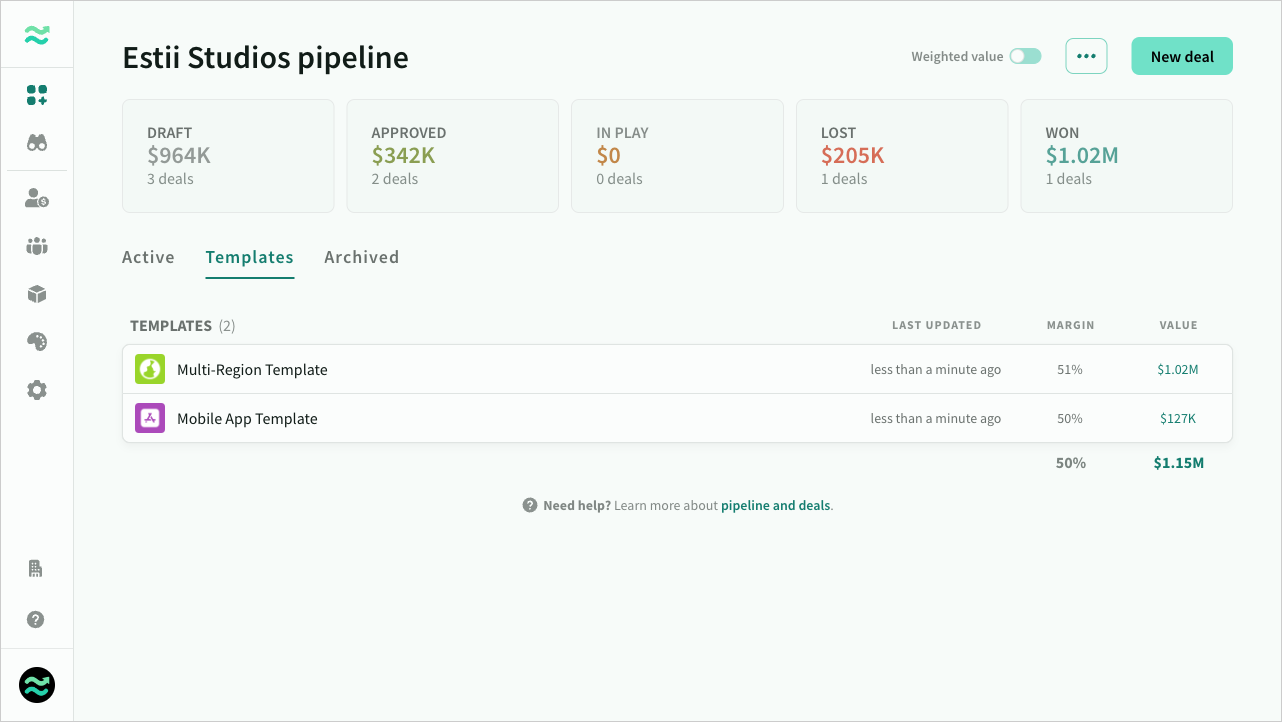 Estii Studios pipeline
Weighted value
New deal
DRAFT
$964K
3 deals
APPROVED
$342K
2 deals
IN PLAY
$0
0 deals
LOST
$205K
1 deals
WON
$1.02M
1 deals
Active Templates Archived
TEMPLATES (2) LAST UPDATED MARGIN VALUE
Multi-Region Template less than a minute ago 51% $1.02M
Mobile App Template less than a minute ago 50% $127K
50% $1.15M
Need help? Learn more about pipeline and deals.